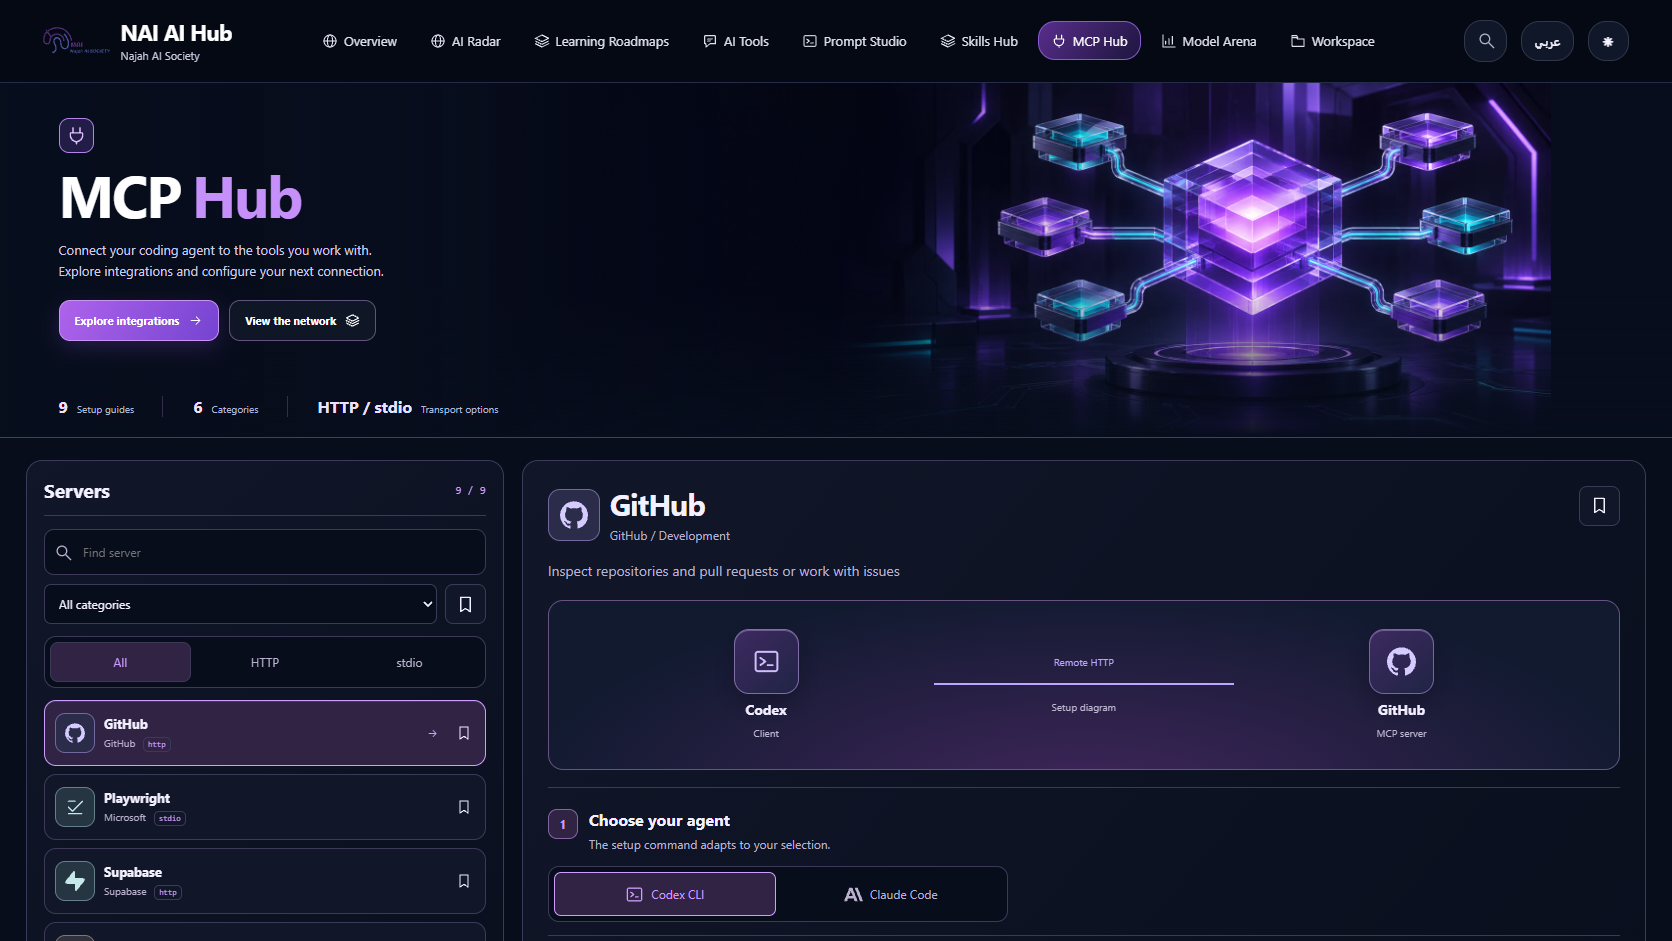 NAI AI Hub
Najah AI Society
Overview
AI Radar
Learning Roadmaps
AI Tools
Prompt Studio
Skills Hub
MCP Hub
Model Arena
Workspace
عربي
MCP Hub
Connect your coding agent to the tools you work with.
Explore integrations and configure your next connection.
Explore integrations →
View the network
9 Setup guides
6 Categories
HTTP / stdio Transport options
Servers
9 / 9
Find server
All categories
All
HTTP
stdio
GitHub
GitHub http
→
Playwright
Microsoft stdio
Supabase
Supabase http
GitHub
GitHub / Development
Inspect repositories and pull requests or work with issues
Codex
Client
Remote HTTP
Setup diagram
GitHub
MCP server
1 Choose your agent
The setup command adapts to your selection.
Codex CLI
Claude Code